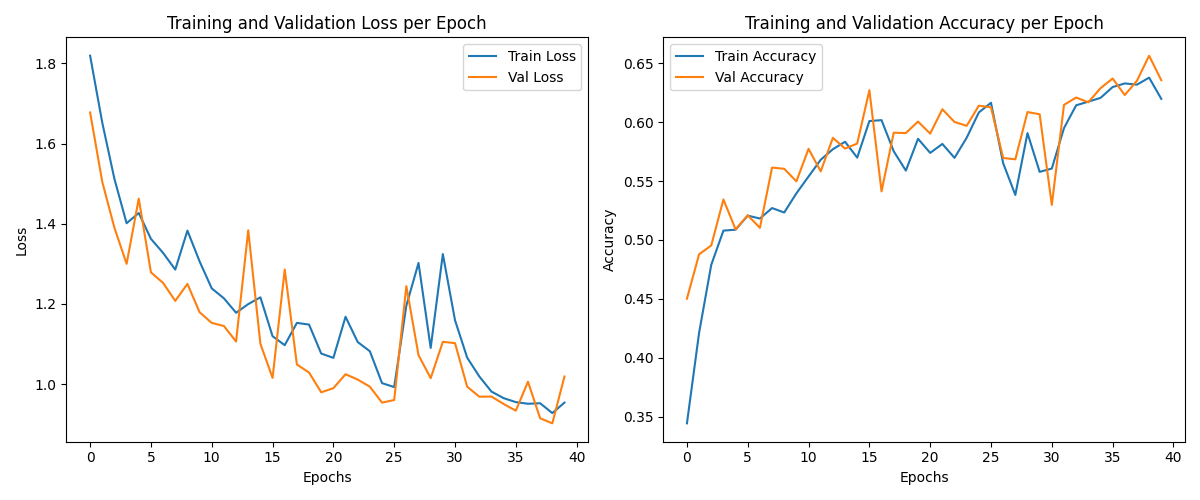 Training and Validation Loss per Epoch
Train Loss
Val Loss
1.8
1.6
1.4
1.2
1.0
Loss
0 5 10 15 20 25 30 35 40
Epochs
Training and Validation Accuracy per Epoch
Train Accuracy
Val Accuracy
0.65
0.60
0.55
0.50
0.45
0.40
0.35
Accuracy
0 5 10 15 20 25 30 35 40
Epochs